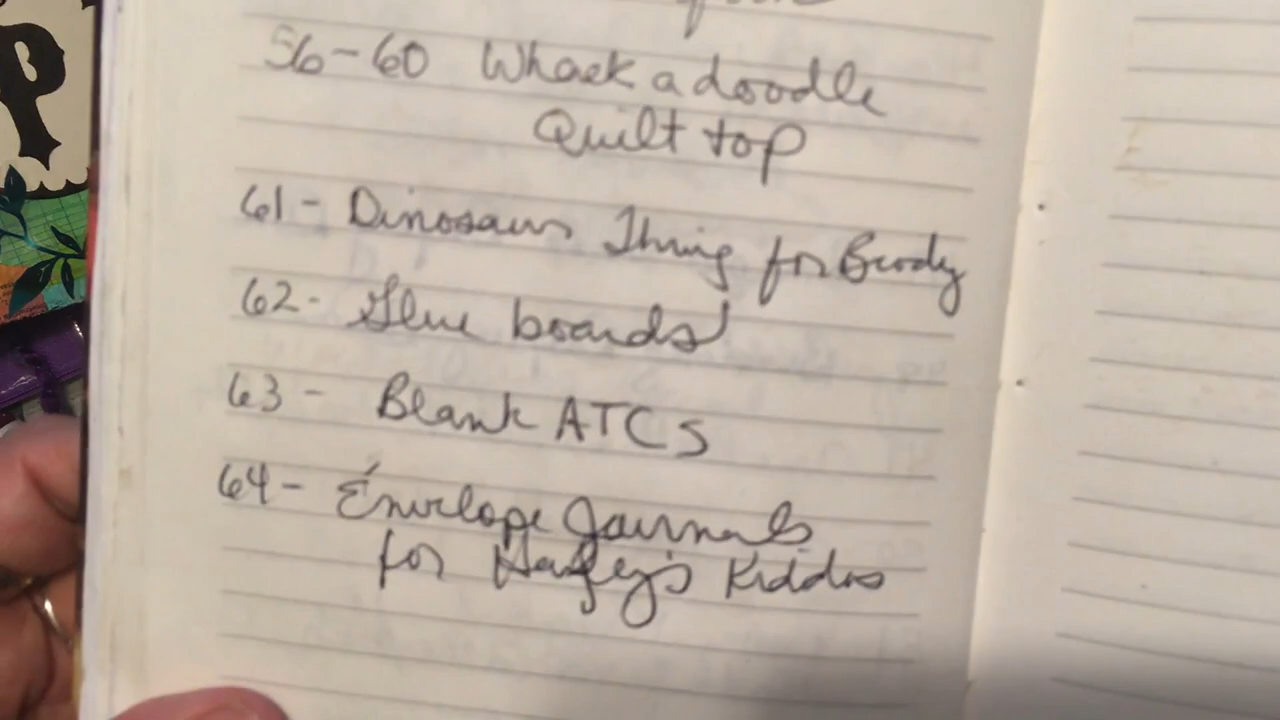 56-60 Whack a doodle
Quilt top
61- Dinosaur Thing for Brody
62- Glue boards
63- Blank ATCS
64- Envelope Journals
for Kiddos
P